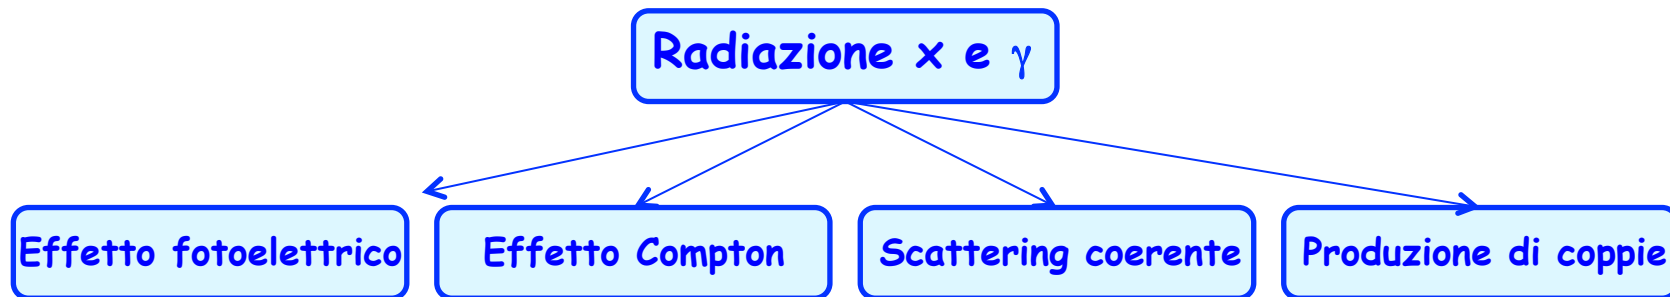 Radiazione x e γ
Effetto fotoelettrico
Effetto Compton
Scattering coerente
Produzione di coppie